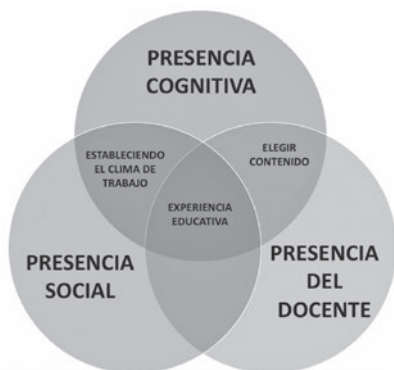 PRESENCIA
COGNITIVA
ESTABLECIENDO
EL CLIMA DE
TRABAJO
ELEGIR
CONTENIDO
EXPERIENCIA
EDUCATIVA
PRESENCIA
SOCIAL
PRESENCIA
DEL
DOCENTE